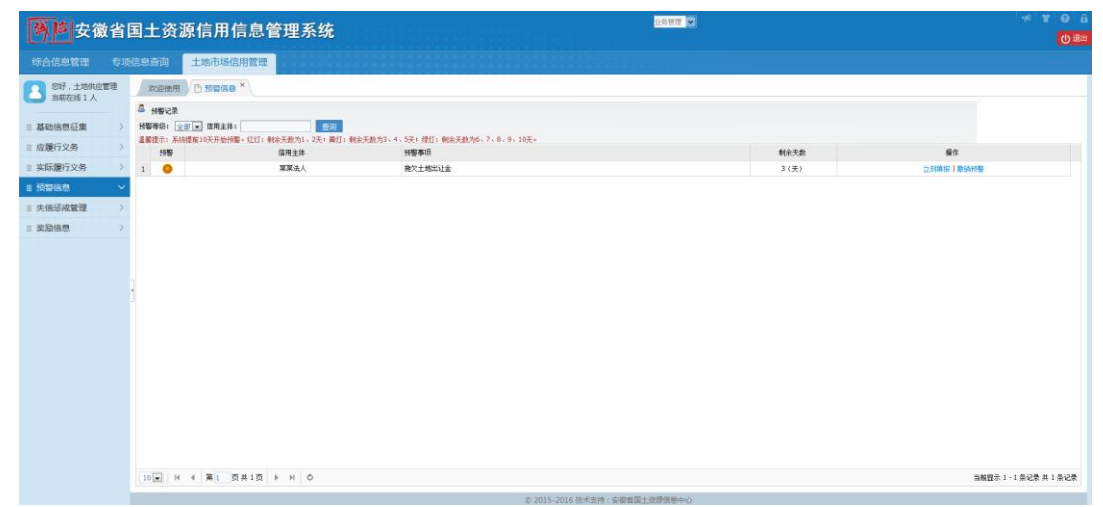 诚信 安徽省国土资源信用信息管理系统
业务管理
退出
综合信息管理 专项信息查询 土地市场信用管理
您好，土地供应管理
当前在线 1 人
欢迎使用 预警信息 ×
预警记录
预警等级： 全部 信用主体： 查询
温馨提示：系统提前10天开始预警。红灯：剩余天数为1、2天；黄灯：剩余天数为3、4、5天；绿灯：剩余天数为6、7、8、9、10天。
预警 信用主体 预警事项 剩余天数 操作
1 某某法人 拖欠土地出让金 3（天） 立刻填报 | 撤销预警
基础信息征集
应履行义务
实际履行义务
预警信息
失信惩戒管理
奖励信息
10 第 1 页 共 1 页 当前显示 1 - 1 条记录 共 1 条记录
© 2015-2016 技术支持：安徽省国土资源信息中心